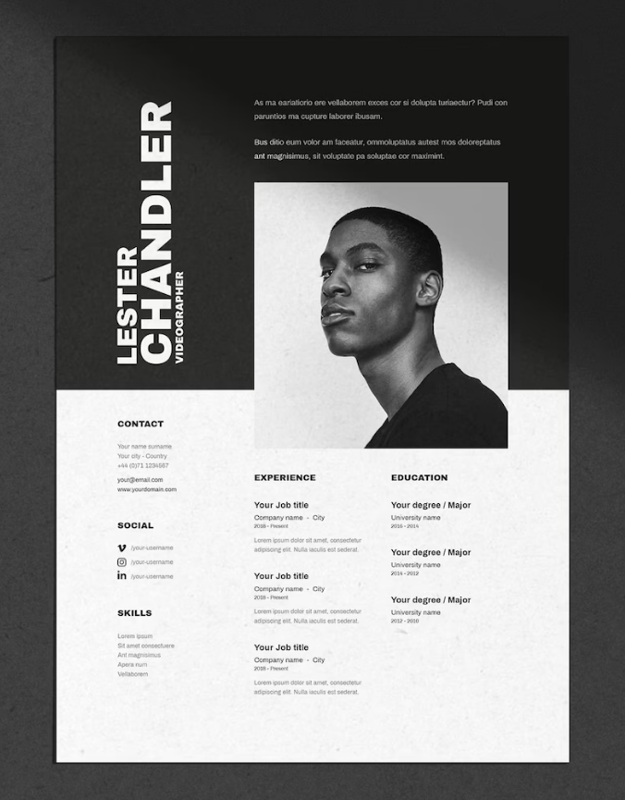 LESTER
CHANDLER
VIDEOGRAPHER
As ma eariatiorio ere vellaborem exces cor si dolupta turiaectur? Pudi con
paruntios ma cupture laborer ibusam.
Bus ditio eum volor am faceatur, ommoluptatus autest mos doloreptatus
ant magnisimus, sit voluptate pa soluptae cor maximint.
CONTACT
Your name surname
Your city - Country
+44 (0)71 1234567
your@email.com
www.yourdomain.com
SOCIAL
/your-username
/your-username
/your-username
SKILLS
Lorem ipsum
Sit amet consectuere
Ant magnisimus
Apera num
Vellaborem
EXPERIENCE
Your Job title
Company name - City
2018 - Present
Lorem ipsum dolor sit amet, consectetur
adipiscing elit. Nulla iaculis est sederat.
Your Job title
Company name - City
2018 - Present
Lorem ipsum dolor sit amet, consectetur
adipiscing elit. Nulla iaculis est sederat.
Your Job title
Company name - City
2018 - Present
Lorem ipsum dolor sit amet, consectetur
adipiscing elit. Nulla iaculis est sederat.
EDUCATION
Your degree / Major
University name
2016 - 2014
Your degree / Major
University name
2014 - 2012
Your degree / Major
University name
2012 - 2010